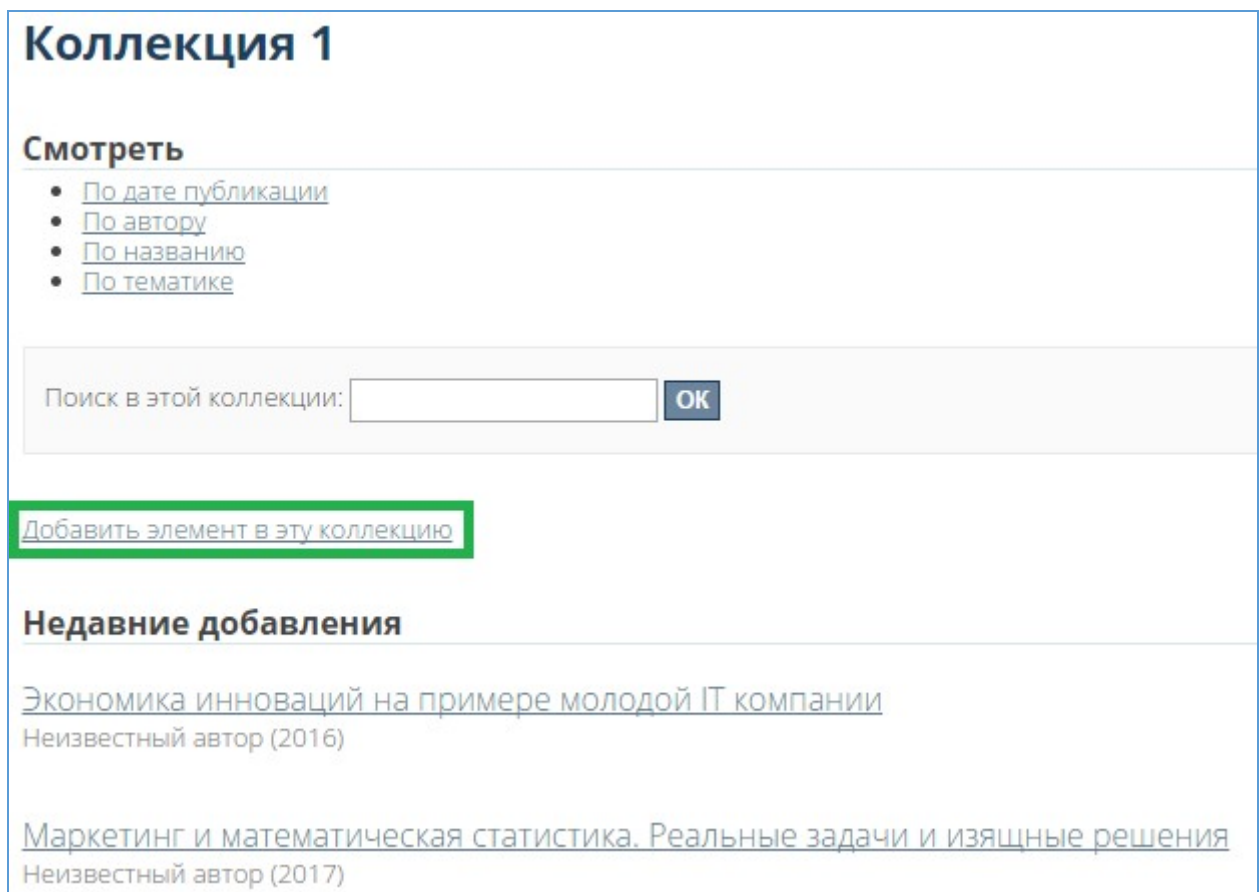 Коллекция 1
Смотреть
По дате публикации
По автору
По названию
По тематике
Поиск в этой коллекции: ОК
Добавить элемент в эту коллекцию
Недавние добавления
Экономика инноваций на примере молодой IT компании
Неизвестный автор (2016)
Маркетинг и математическая статистика. Реальные задачи и изящные решения
Неизвестный автор (2017)